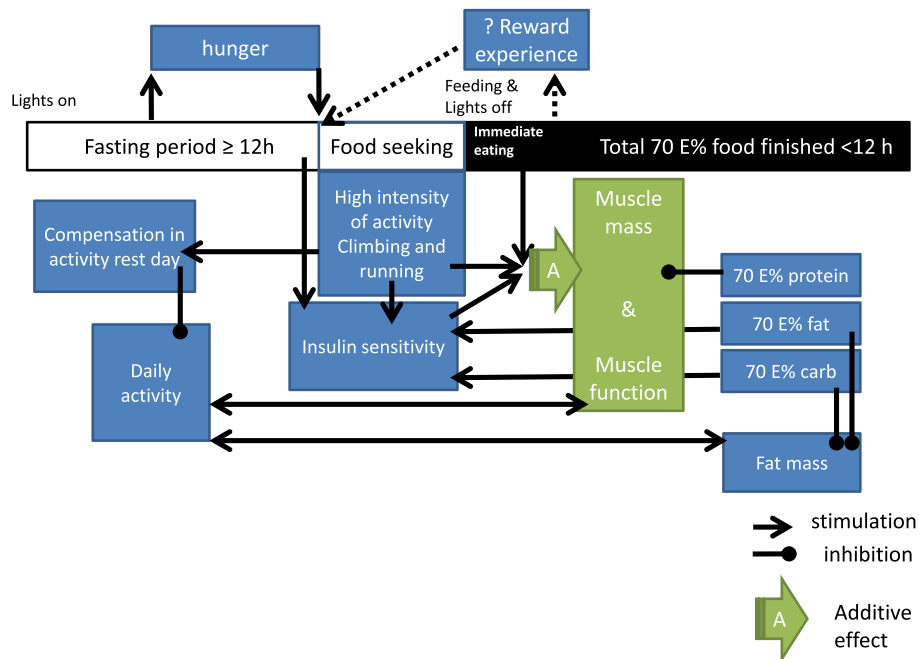 hunger
? Reward
experience
Lights on
Feeding &
Lights off
Fasting period ≥ 12h
Food seeking
Immediate
eating
Total 70 E% food finished <12 h
High intensity
of activity
Climbing and
running
Muscle
mass
&
Muscle
function
Compensation in
activity rest day
A
70 E% protein
70 E% fat
70 E% carb
Insulin sensitivity
Daily
activity
Fat mass
stimulation
inhibition
A
Additive
effect